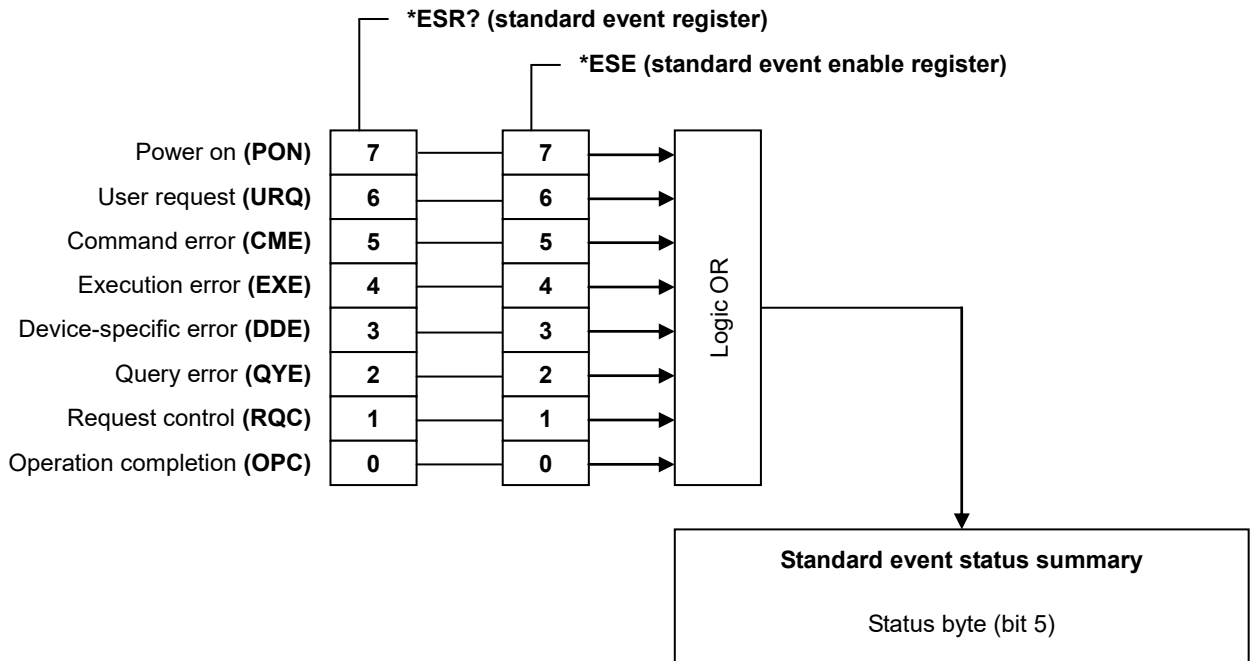 *ESR? (standard event register)
*ESE (standard event enable register)
Power on (PON) 7 7
User request (URQ) 6 6
Command error (CME) 5 5
Execution error (EXE) 4 4
Device-specific error (DDE) 3 3
Query error (QYE) 2 2
Request control (RQC) 1 1
Operation completion (OPC) 0 0
Logic OR
Standard event status summary
Status byte (bit 5)